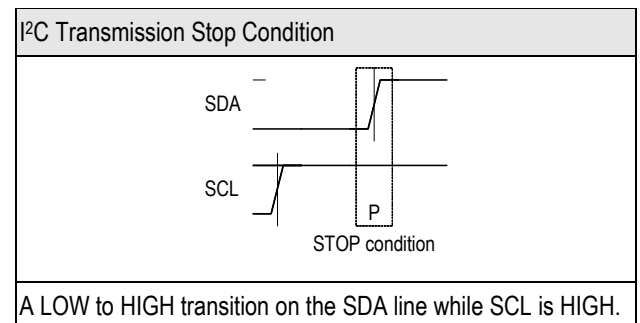 I²C Transmission Stop Condition
SDA
SCL
P
STOP condition
A LOW to HIGH transition on the SDA line while SCL is HIGH.